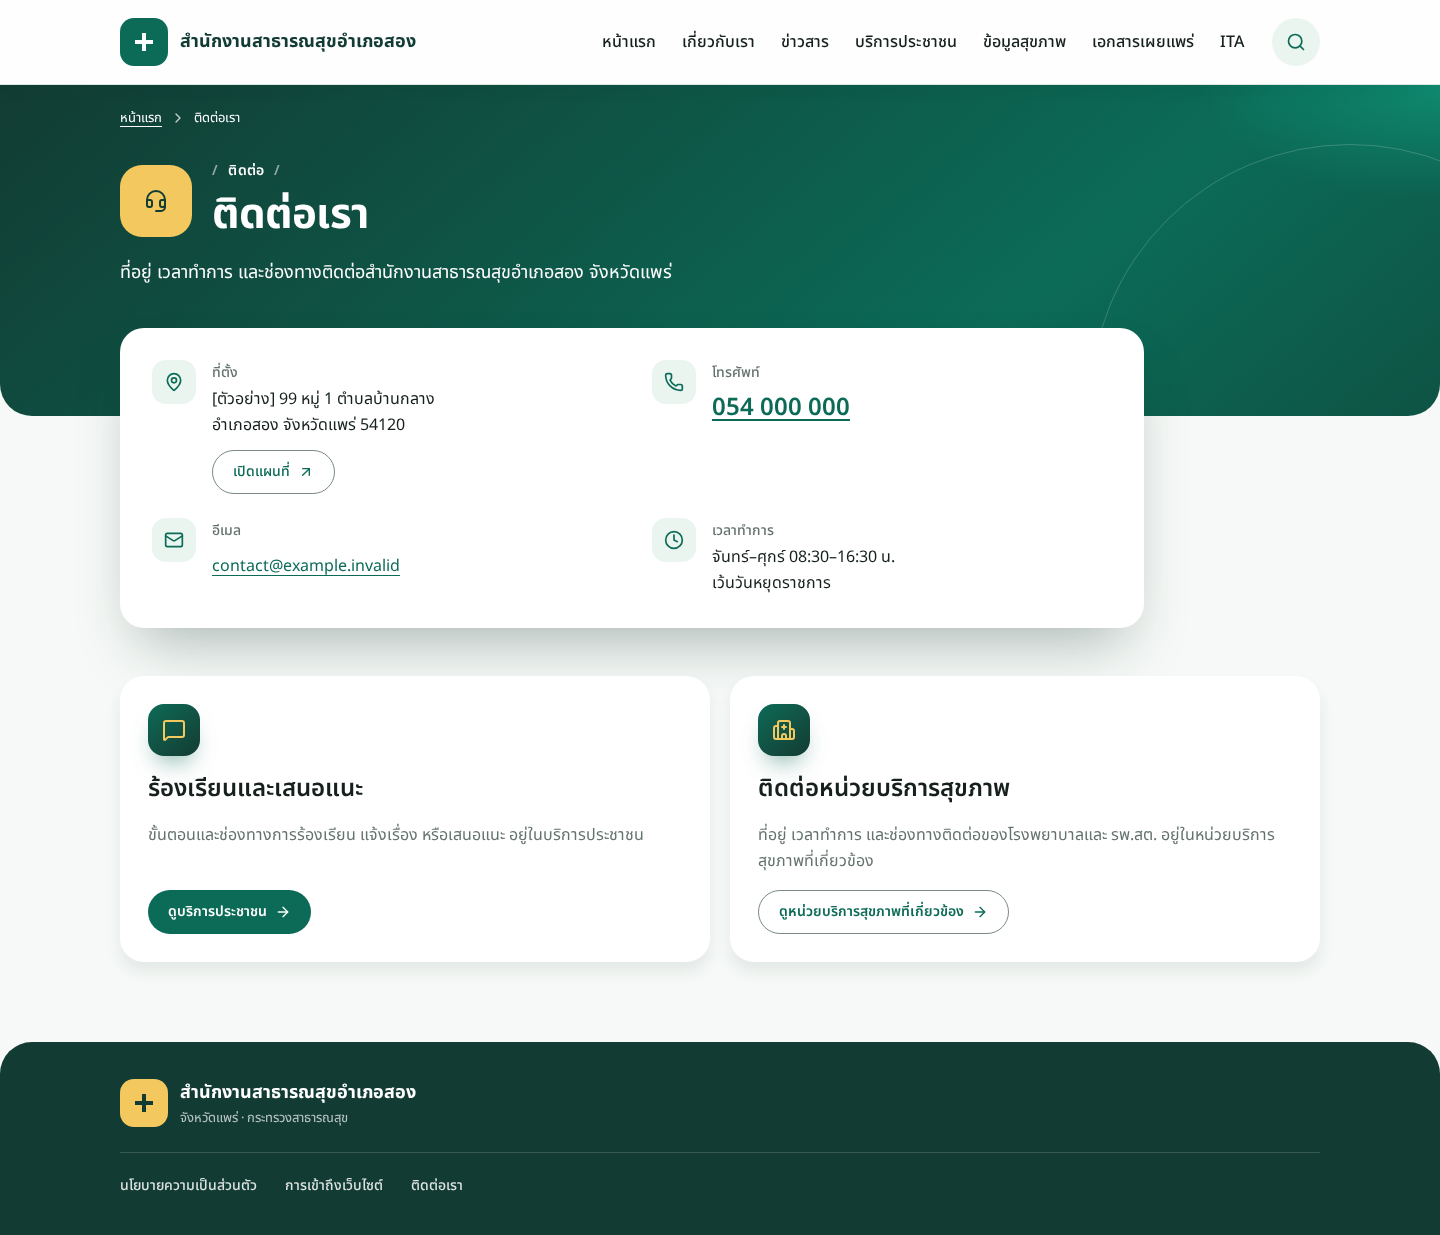 สำนักงานสาธารณสุขอำเภอสอง
หน้าแรก
เกี่ยวกับเรา
ข่าวสาร
บริการประชาชน
ข้อมูลสุขภาพ
เอกสารเผยแพร่
ITA
หน้าแรก
ติดต่อเรา
/ ติดต่อ /
ติดต่อเรา
ที่อยู่ เวลาทำการ และช่องทางติดต่อสำนักงานสาธารณสุขอำเภอสอง จังหวัดแพร่
ที่ตั้ง
[ตัวอย่าง] 99 หมู่ 1 ตำบลบ้านกลาง
อำเภอสอง จังหวัดแพร่ 54120
เปิดแผนที่
โทรศัพท์
054 000 000
อีเมล
contact@example.invalid
เวลาทำการ
จันทร์–ศุกร์ 08:30–16:30 น.
เว้นวันหยุดราชการ
ร้องเรียนและเสนอแนะ
ขั้นตอนและช่องทางการร้องเรียน แจ้งเรื่อง หรือเสนอแนะ อยู่ในบริการประชาชน
ดูบริการประชาชน
ติดต่อหน่วยบริการสุขภาพ
ที่อยู่ เวลาทำการ และช่องทางติดต่อของโรงพยาบาลและ รพ.สต. อยู่ในหน่วยบริการ
สุขภาพที่เกี่ยวข้อง
ดูหน่วยบริการสุขภาพที่เกี่ยวข้อง
สำนักงานสาธารณสุขอำเภอสอง
จังหวัดแพร่ · กระทรวงสาธารณสุข
นโยบายความเป็นส่วนตัว
การเข้าถึงเว็บไซต์
ติดต่อเรา